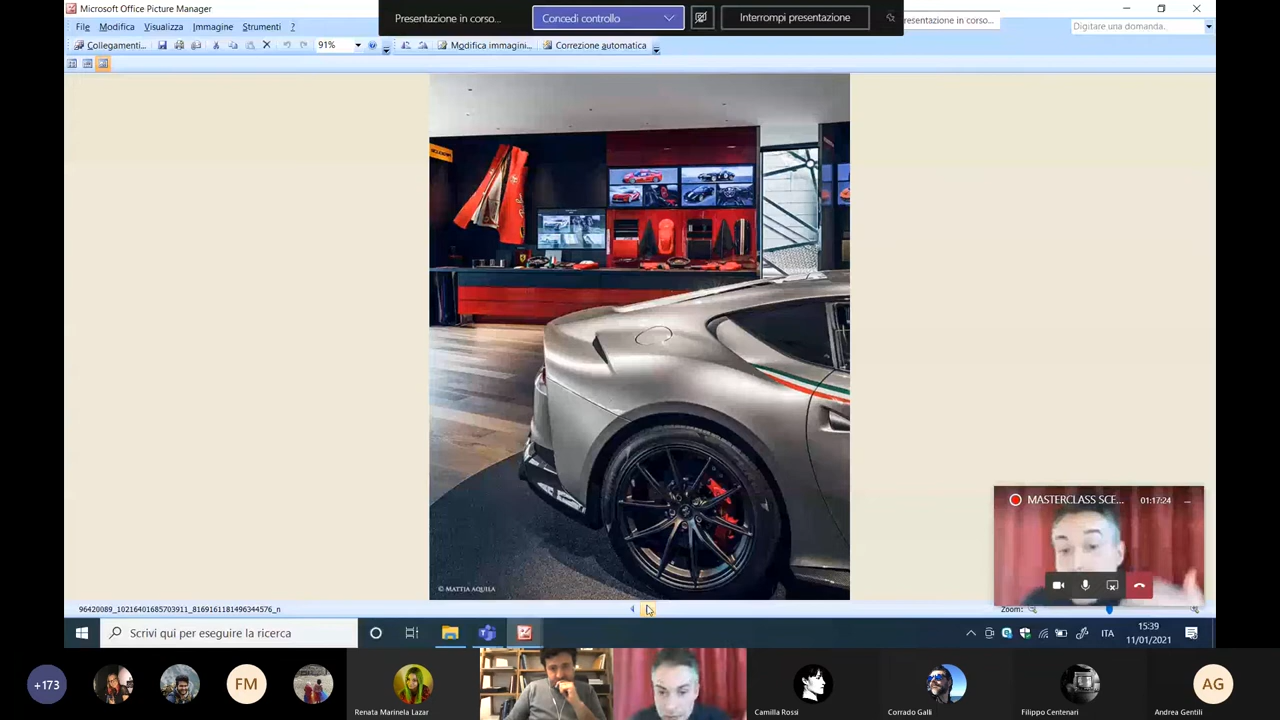 Microsoft Office Picture Manager
Presentazione in corso...
Concedi controllo
Interrompi presentazione
resentazione in corso...
File Modifica Visualizza Immagine Strumenti
Digitare una domanda.
Collegamenti...
91%
Modifica immagini...
Correzione automatica
© MATTIA AQUILA
MASTERCLASS SCE...
01:17:24
96420089_10216401685703911_8169161181496344576_n
Zoom:
Scrivi qui per eseguire la ricerca
ITA
15:39
11/01/2021
+173
FM
AG
Renata Marinela Lazar
Camilla Rossi
Corrado Galli
Filippo Centenari
Andrea Gentili